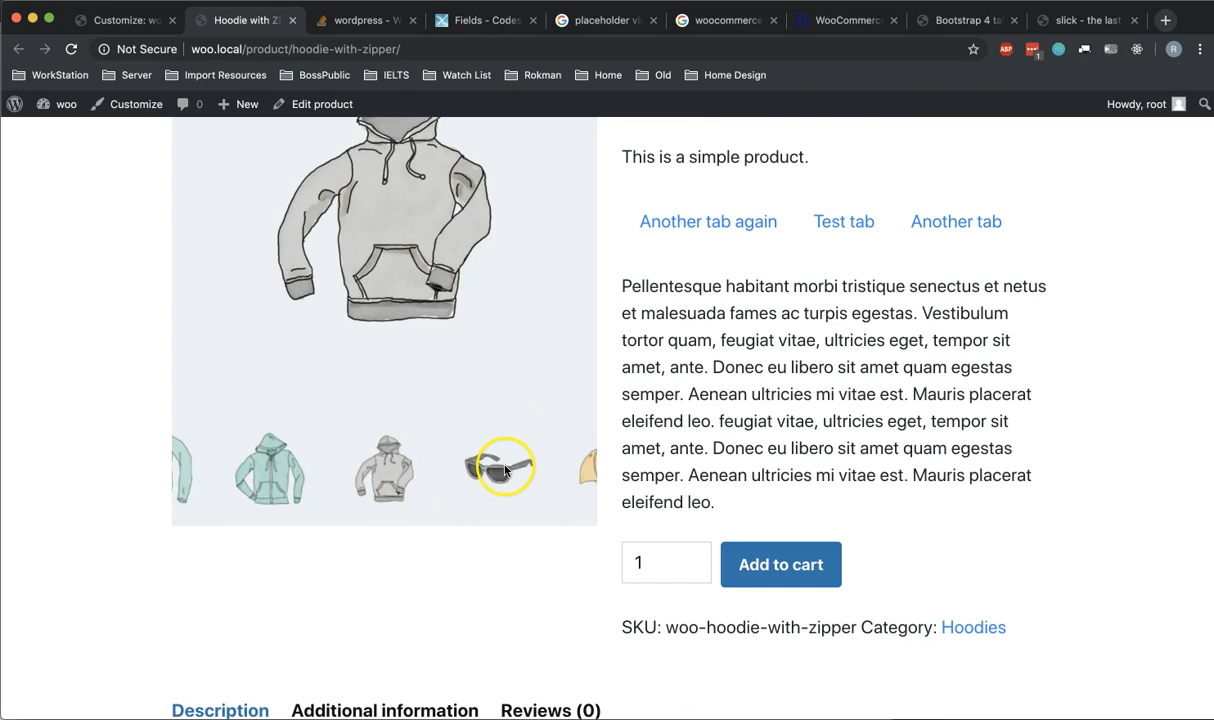 Customize: wo
Hoodie with Z
wordpress - W
Fields - Codes
placeholder vi
woocommerce
WooCommerc
Bootstrap 4 ta
slick - the last
Not Secure
woo.local/product/hoodie-with-zipper/
ABP
1
R
WorkStation
Server
Import Resources
BossPublic
IELTS
Watch List
Rokman
Home
Old
Home Design
woo
Customize
0
New
Edit product
Howdy, root
This is a simple product.
Another tab again
Test tab
Another tab
Pellentesque habitant morbi tristique senectus et netus
et malesuada fames ac turpis egestas. Vestibulum
tortor quam, feugiat vitae, ultricies eget, tempor sit
amet, ante. Donec eu libero sit amet quam egestas
semper. Aenean ultricies mi vitae est. Mauris placerat
eleifend leo. feugiat vitae, ultricies eget, tempor sit
amet, ante. Donec eu libero sit amet quam egestas
semper. Aenean ultricies mi vitae est. Mauris placerat
eleifend leo.
1
Add to cart
SKU: woo-hoodie-with-zipper Category: Hoodies
Description
Additional information
Reviews (0)